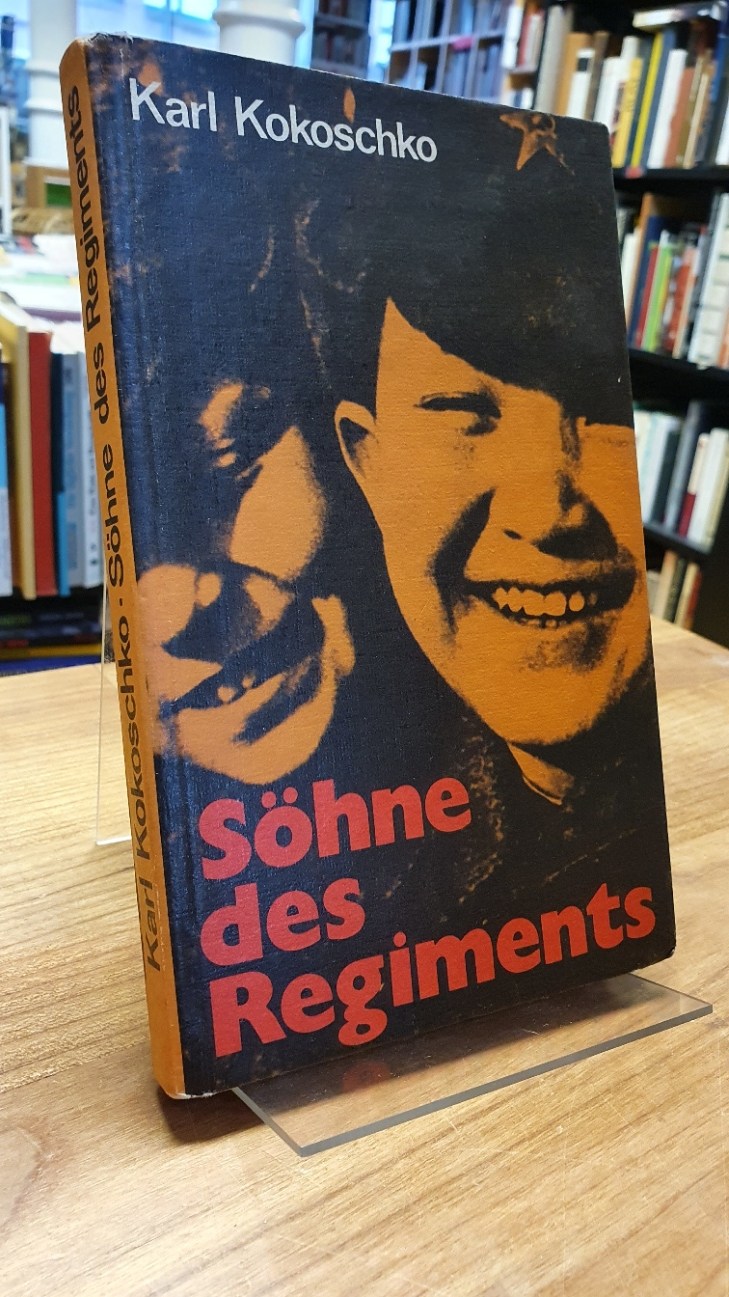 Karl Kokoschko
Söhne
des
Regiments
Karl Kokoschko · Söhne des Regiments